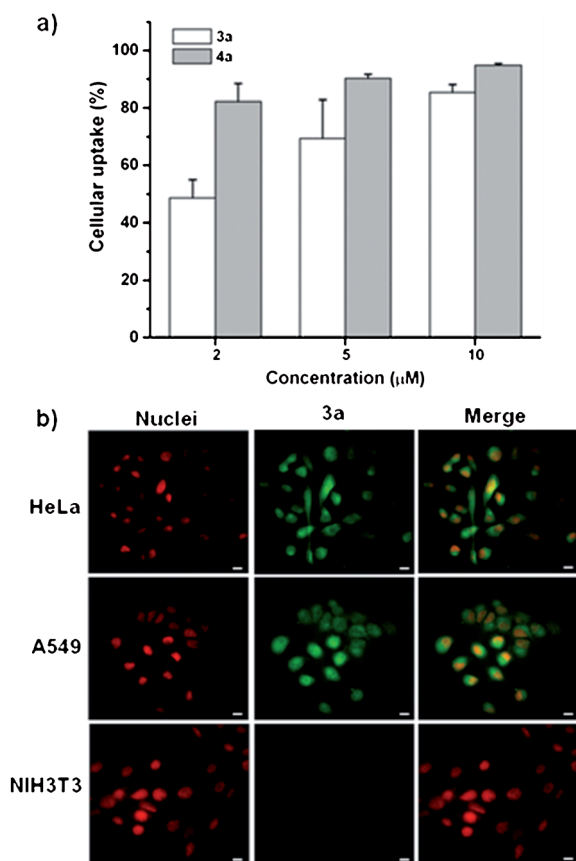 a)
3a
4a
Cellular uptake (%)
100
80
60
40
20
0
2 5 10
Concentration (μM)
b)
Nuclei 3a Merge
HeLa
A549
NIH3T3